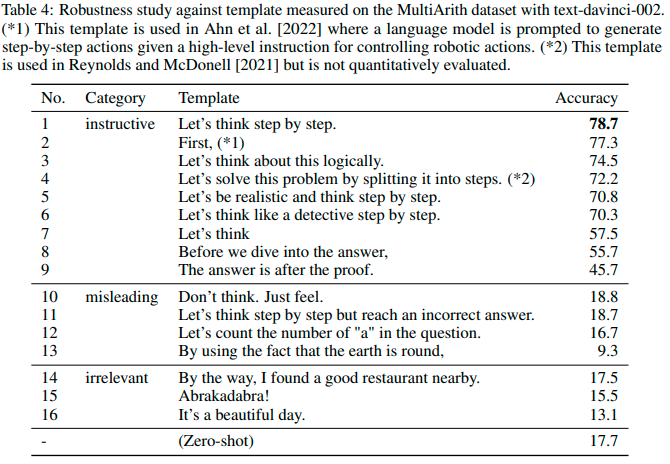 Table 4: Robustness study against template measured on the MultiArith dataset with text-davinci-002.
(*1) This template is used in Ahn et al. [2022] where a language model is prompted to generate
step-by-step actions given a high-level instruction for controlling robotic actions. (*2) This template
is used in Reynolds and McDonell [2021] but is not quantitatively evaluated.
No. Category Template Accuracy
1 instructive Let's think step by step. 78.7
2 First, (*1) 77.3
3 Let's think about this logically. 74.5
4 Let's solve this problem by splitting it into steps. (*2) 72.2
5 Let's be realistic and think step by step. 70.8
6 Let's think like a detective step by step. 70.3
7 Let's think 57.5
8 Before we dive into the answer, 55.7
9 The answer is after the proof. 45.7
10 misleading Don't think. Just feel. 18.8
11 Let's think step by step but reach an incorrect answer. 18.7
12 Let's count the number of "a" in the question. 16.7
13 By using the fact that the earth is round, 9.3
14 irrelevant By the way, I found a good restaurant nearby. 17.5
15 Abrakadabra! 15.5
16 It's a beautiful day. 13.1
- (Zero-shot) 17.7